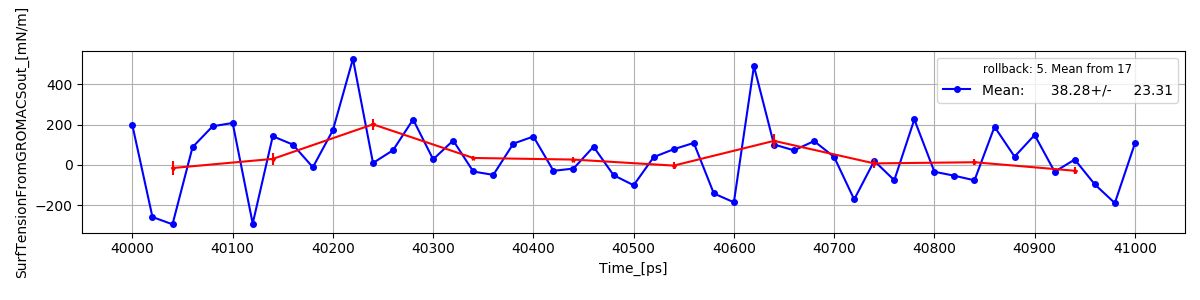 SurfTensionFromGROMACSout_[mN/m]
400
200
0
−200
rollback: 5. Mean from 17
Mean: 38.28+/- 23.31
40000 40100 40200 40300 40400 40500 40600 40700 40800 40900 41000
Time_[ps]